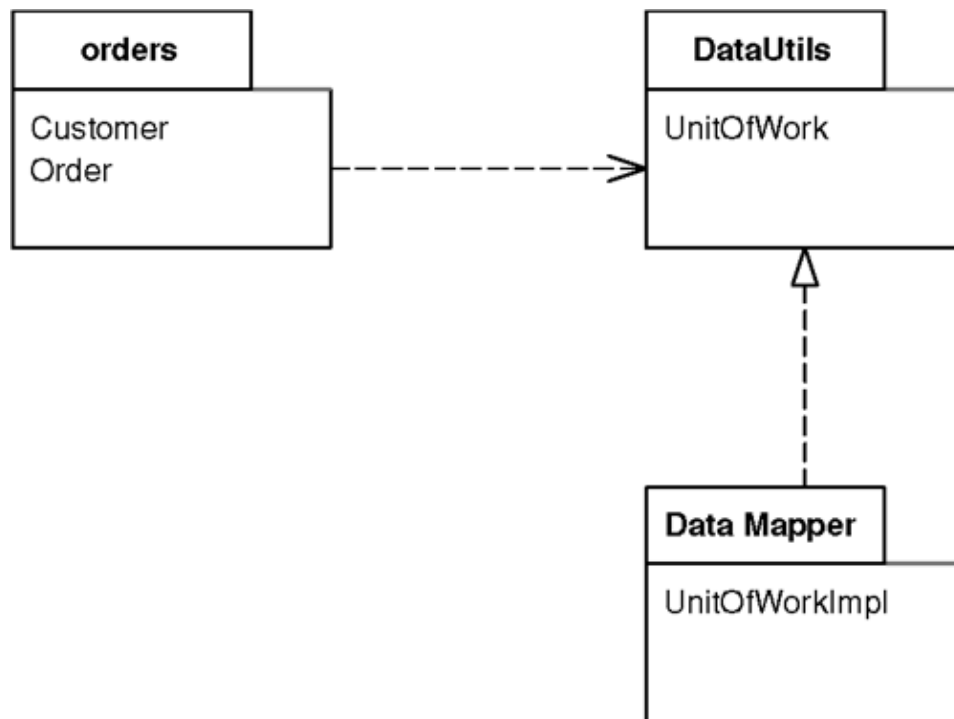 orders
Customer
Order
DataUtils
UnitOfWork
Data Mapper
UnitOfWorkImpl